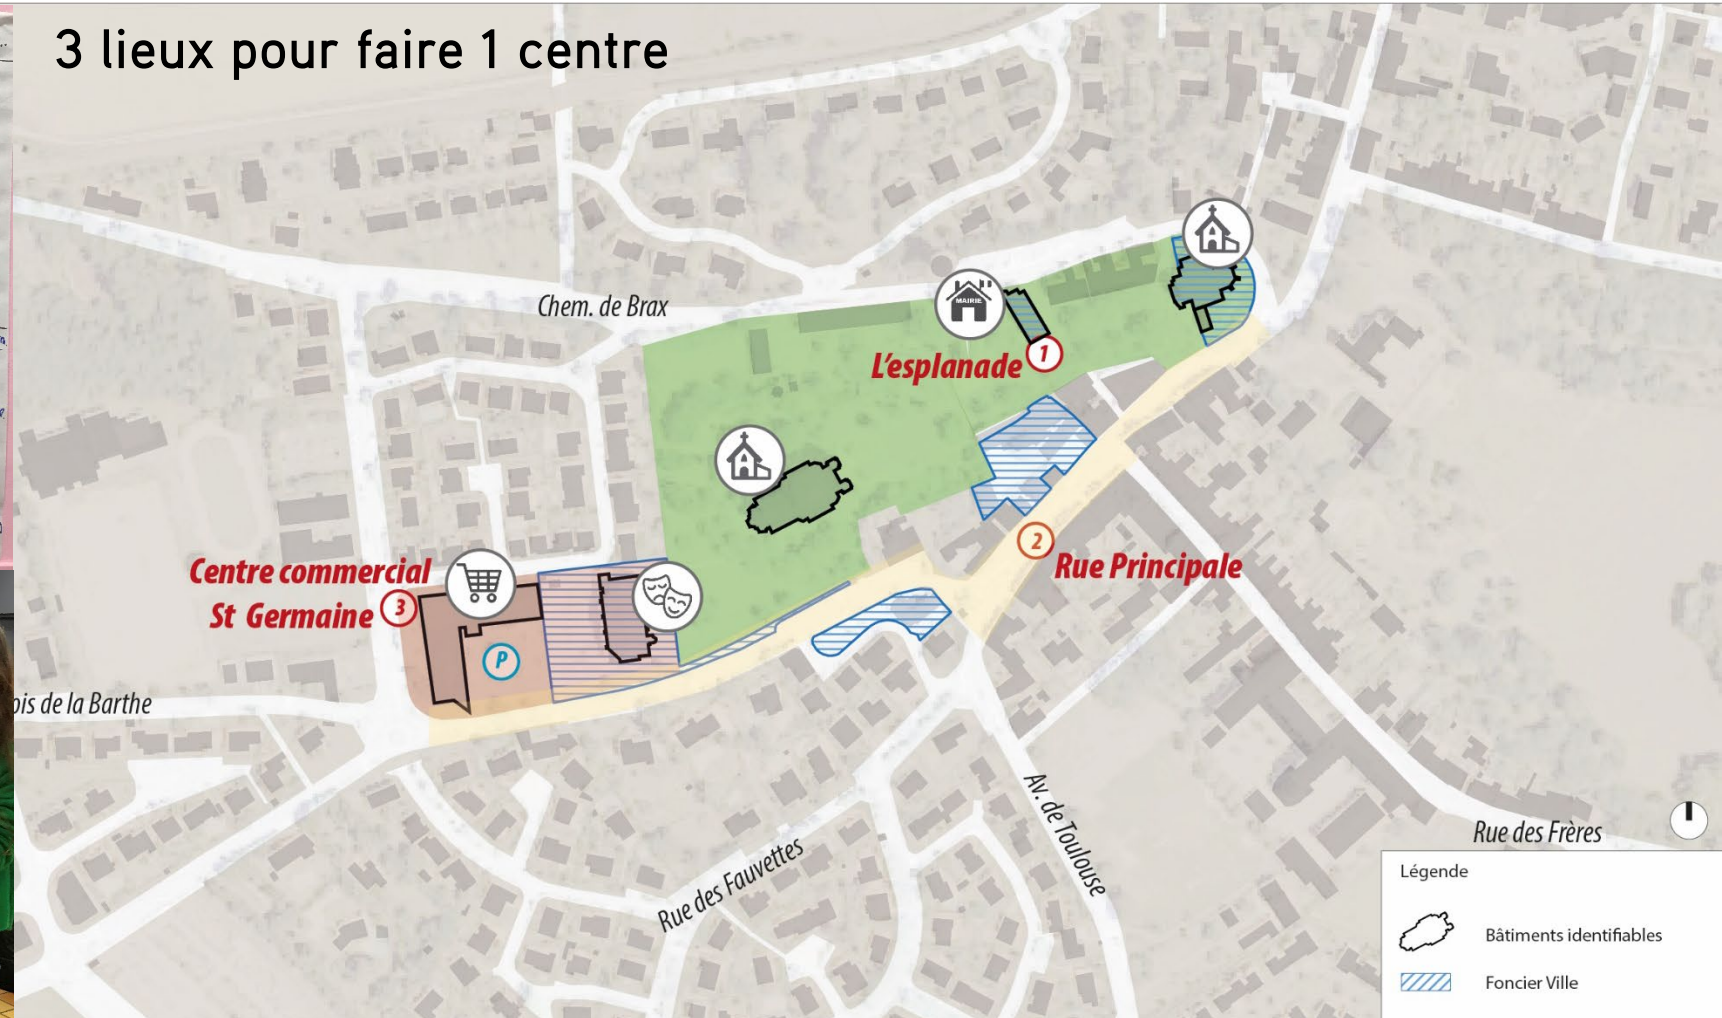 3 lieux pour faire 1 centre
Chem. de Brax
MAIRIE
L'esplanade 1
2
Rue Principale
Centre commercial
St Germaine 3
P
ois de la Barthe
Av. de Toulouse
Rue des Fauvettes
Rue des Frères
Légende
Bâtiments identifiables
Foncier Ville